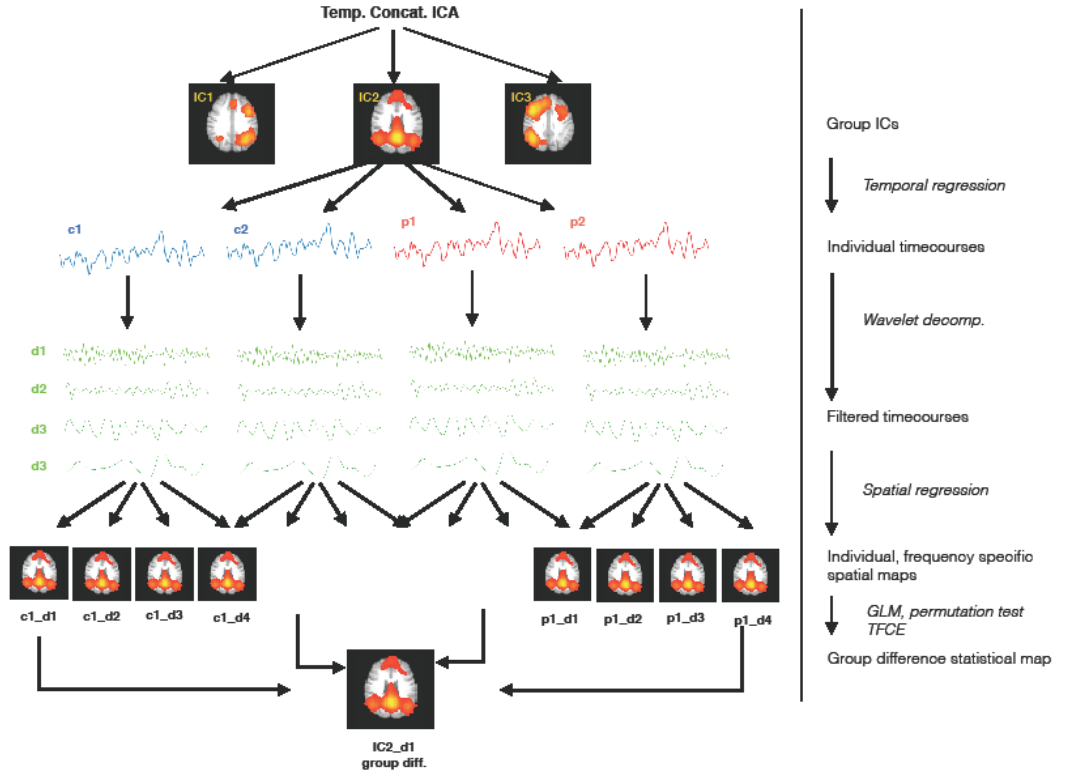 Temp. Concat. ICA
IC1
IC2
IC3
c1
c2
p1
p2
d1
d2
d3
d3
c1_d1
c1_d2
c1_d3
c1_d4
p1_d1
p1_d2
p1_d3
p1_d4
IC2_d1
group diff.
Group ICs
Temporal regression
Individual timecourses
Wavelet decomp.
Filtered timecourses
Spatial regression
Individual, frequency specific
spatial maps
GLM, permutation test
TFCE
Group difference statistical map